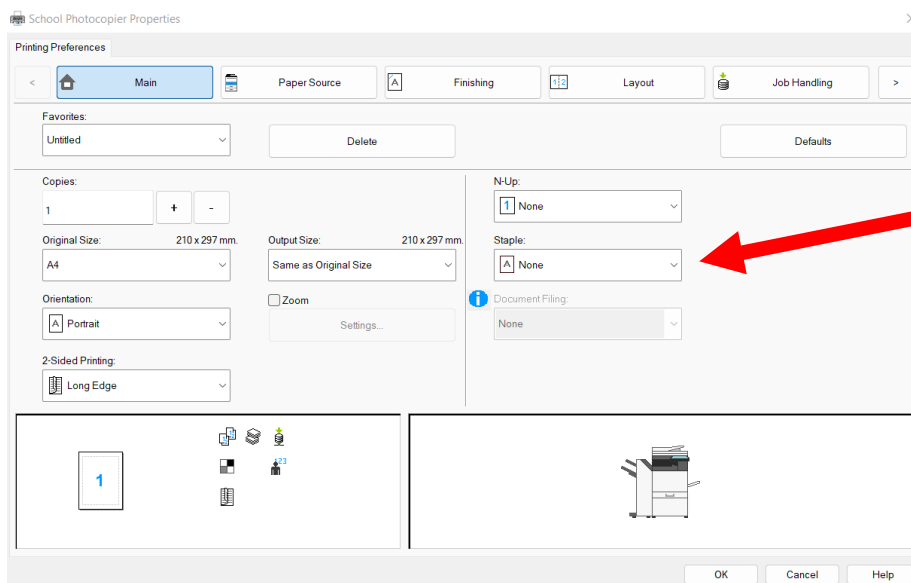 School Photocopier Properties
Printing Preferences
< Main Paper Source Finishing Layout Job Handling >
Favorites:
Untitled Delete Defaults
Copies: N-Up:
1 + - 1 None
Original Size: 210 x 297 mm. Output Size: 210 x 297 mm. Staple:
A4 Same as Original Size A None
Orientation: Zoom Document Filing:
A Portrait Settings... None
2-Sided Printing:
Long Edge
1 123
OK Cancel Help